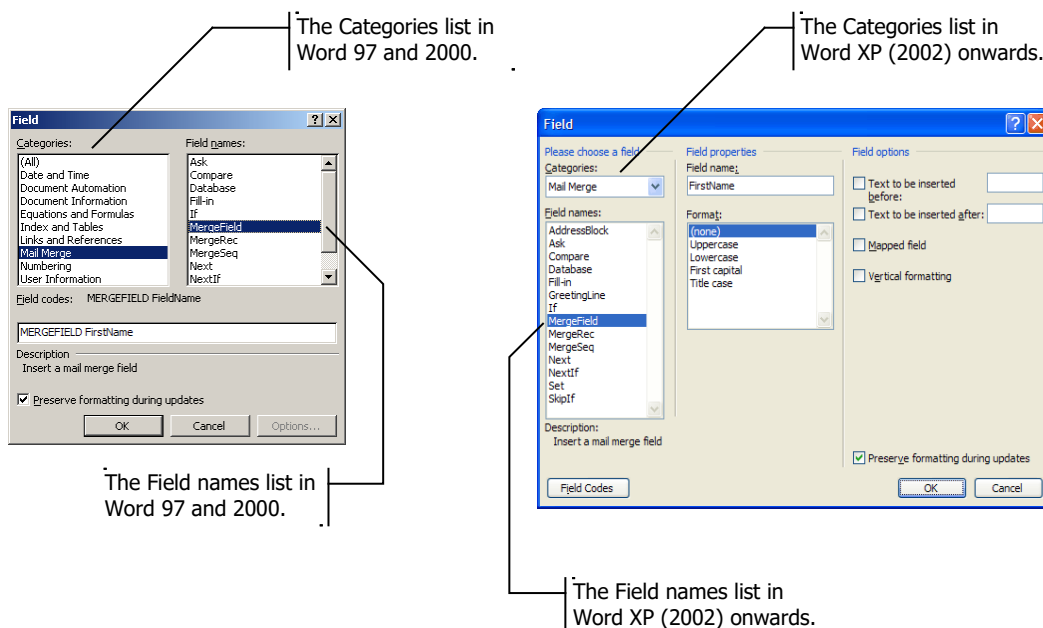 The Categories list in
Word 97 and 2000.
The Categories list in
Word XP (2002) onwards.
Field
Categories:
(All)
Date and Time
Document Automation
Document Information
Equations and Formulas
Index and Tables
Links and References
Mail Merge
Numbering
User Information
Field names:
Ask
Compare
Database
Fill-in
If
MergeField
MergeRec
MergeSeq
Next
NextIf
Field codes: MERGEFIELD FieldName
MERGEFIELD FirstName
Description
Insert a mail merge field
Preserve formatting during updates
OK Cancel Options...
The Field names list in
Word 97 and 2000.
Field
Please choose a field
Categories:
Mail Merge
Field names:
AddressBlock
Ask
Compare
Database
Fill-in
GreetingLine
If
MergeField
MergeRec
MergeSeq
Next
NextIf
Set
SkipIf
Description:
Insert a mail merge field
Field properties
Field name:
FirstName
Format:
(none)
Uppercase
Lowercase
First capital
Title case
Field options
Text to be inserted
before:
Text to be inserted after:
Mapped field
Vertical formatting
Preserve formatting during updates
Field Codes OK Cancel
The Field names list in
Word XP (2002) onwards.